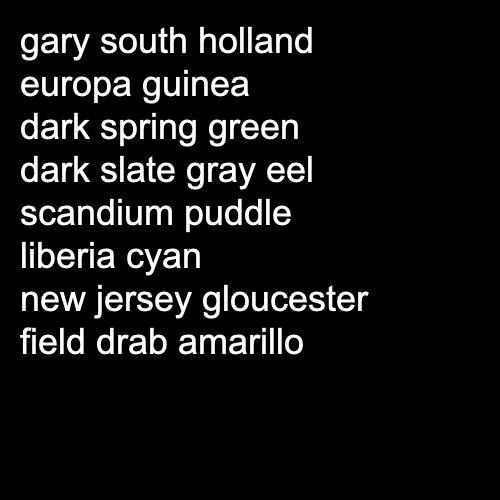 gary south holland
europa guinea
dark spring green
dark slate gray eel
scandium puddle
liberia cyan
new jersey gloucester
field drab amarillo